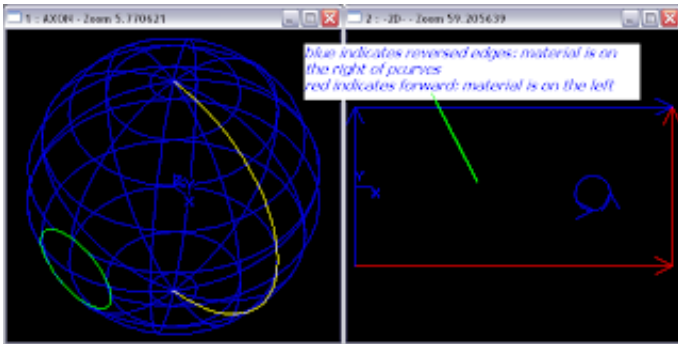 1 : AXON - Zoom 5.770621
2 : -2D- - Zoom 59.205639
blue indicates reversed edges: material is on
the right of pcurves
red indicates forward: material is on the left
Y
X
X